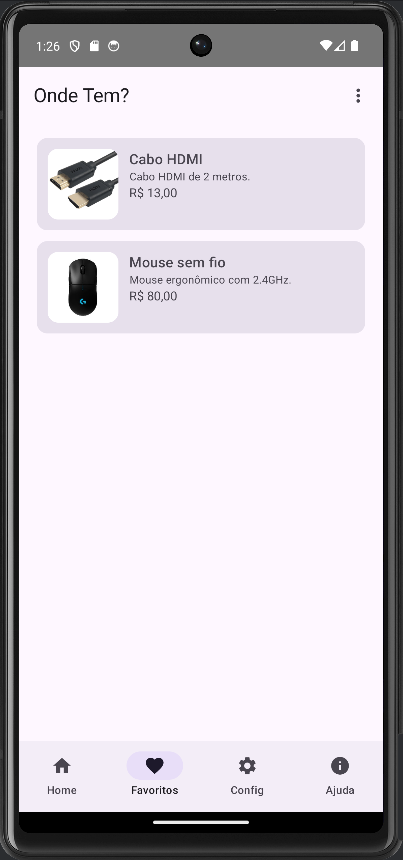 1:26
Onde Tem?
Cabo HDMI
Cabo HDMI de 2 metros.
R$ 13,00
Mouse sem fio
Mouse ergonômico com 2.4GHz.
R$ 80,00
Home Favoritos Config Ajuda